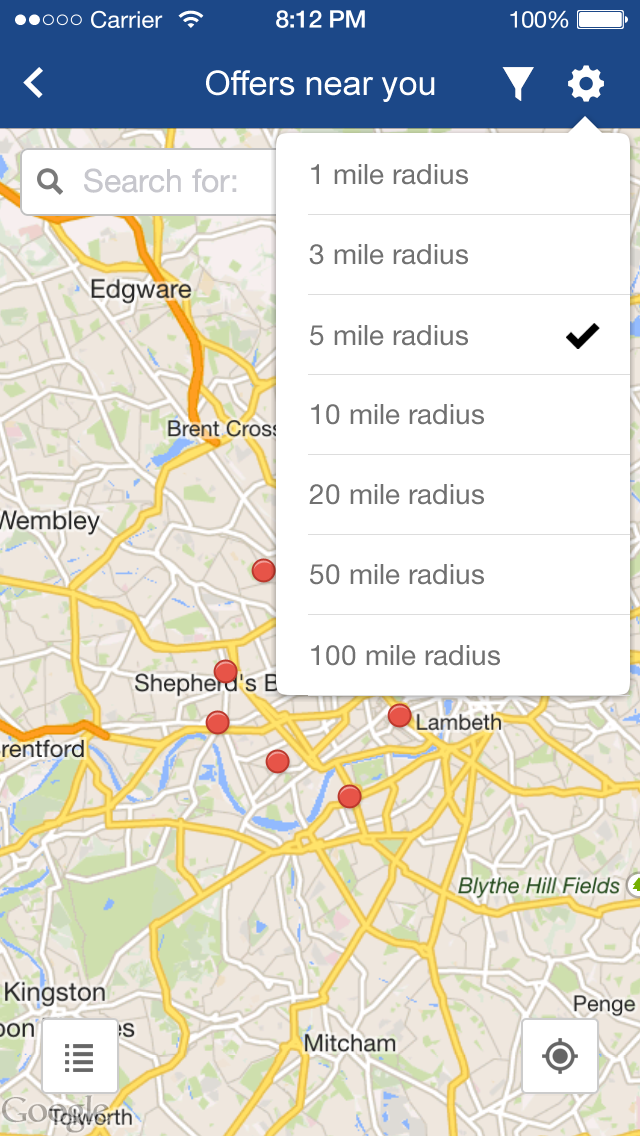 Carrier 8:12 PM 100%
Offers near you
Search for:
1 mile radius
3 mile radius
5 mile radius
10 mile radius
20 mile radius
50 mile radius
100 mile radius
Edgware
Brent Cross
Wembley
Shepherd's B
Lambeth
rentford
Blythe Hill Fields
Kingston
Penge
es
Mitcham
Google
Tolworth